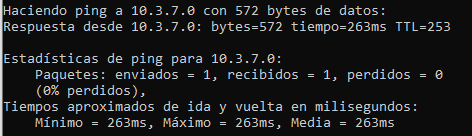 Haciendo ping a 10.3.7.0 con 572 bytes de datos:
Respuesta desde 10.3.7.0: bytes=572 tiempo=263ms TTL=253
Estadísticas de ping para 10.3.7.0:
Paquetes: enviados = 1, recibidos = 1, perdidos = 0
(0% perdidos),
Tiempos aproximados de ida y vuelta en milisegundos:
Mínimo = 263ms, Máximo = 263ms, Media = 263ms